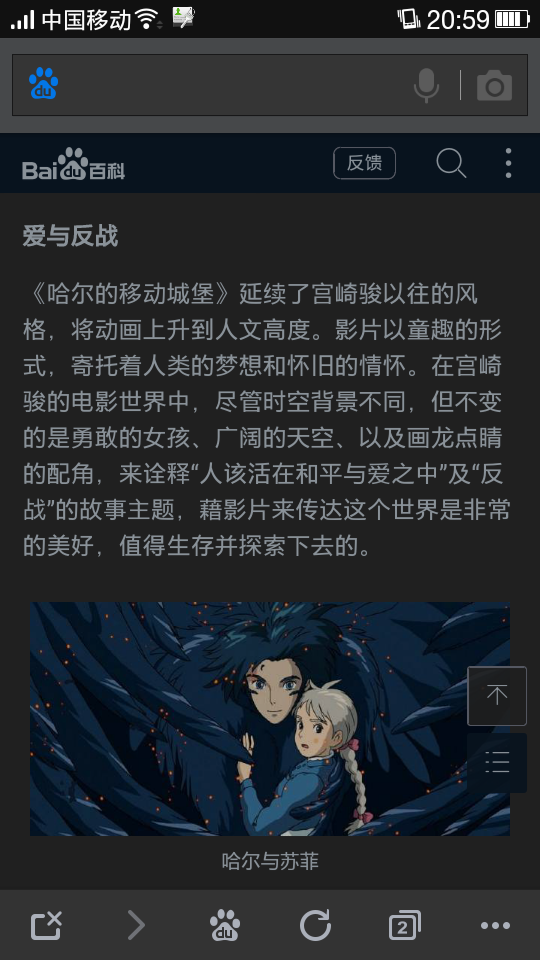 中国移动 20:59
du
Bai du 百科 反馈
爱与反战
《哈尔的移动城堡》延续了宫崎骏以往的风
格，将动画上升到人文高度。影片以童趣的形
式，寄托着人类的梦想和怀旧的情怀。在宫崎
骏的电影世界中，尽管时空背景不同，但不变
的是勇敢的女孩、广阔的天空、以及画龙点睛
的配角，来诠释“人该活在和平与爱之中”及“反
战”的故事主题，藉影片来传达这个世界是非常
的美好，值得生存并探索下去的。
哈尔与苏菲
du 2